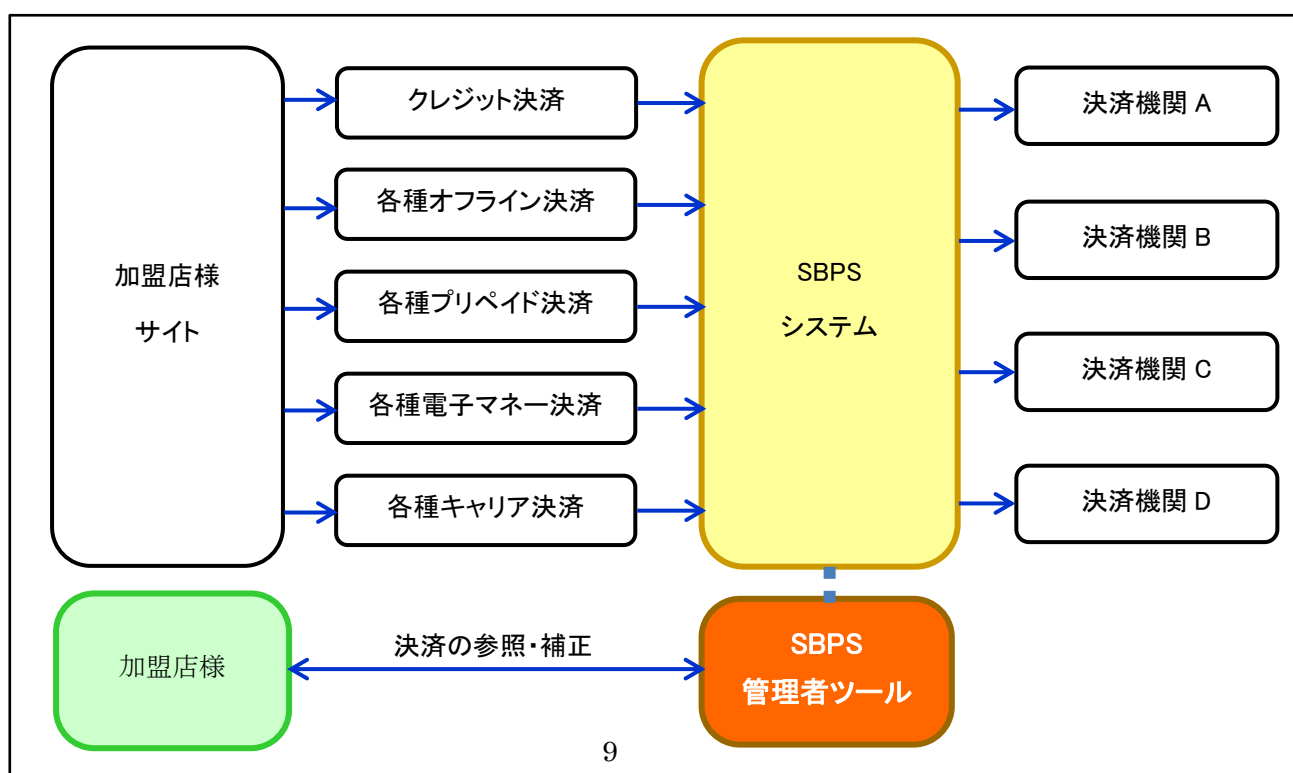 加盟店様
サイト
クレジット決済
各種オフライン決済
各種プリペイド決済
各種電子マネー決済
各種キャリア決済
SBPS
システム
決済機関 A
決済機関 B
決済機関 C
決済機関 D
加盟店様
決済の参照・補正
SBPS
管理者ツール
9